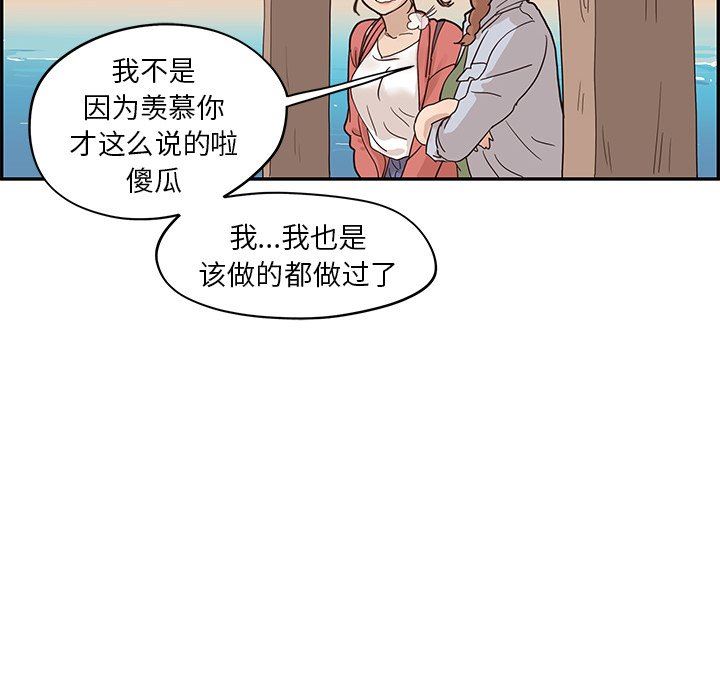 我不是
因为羡慕你
才这么说的啦
傻瓜
我…我也是
该做的都做过了